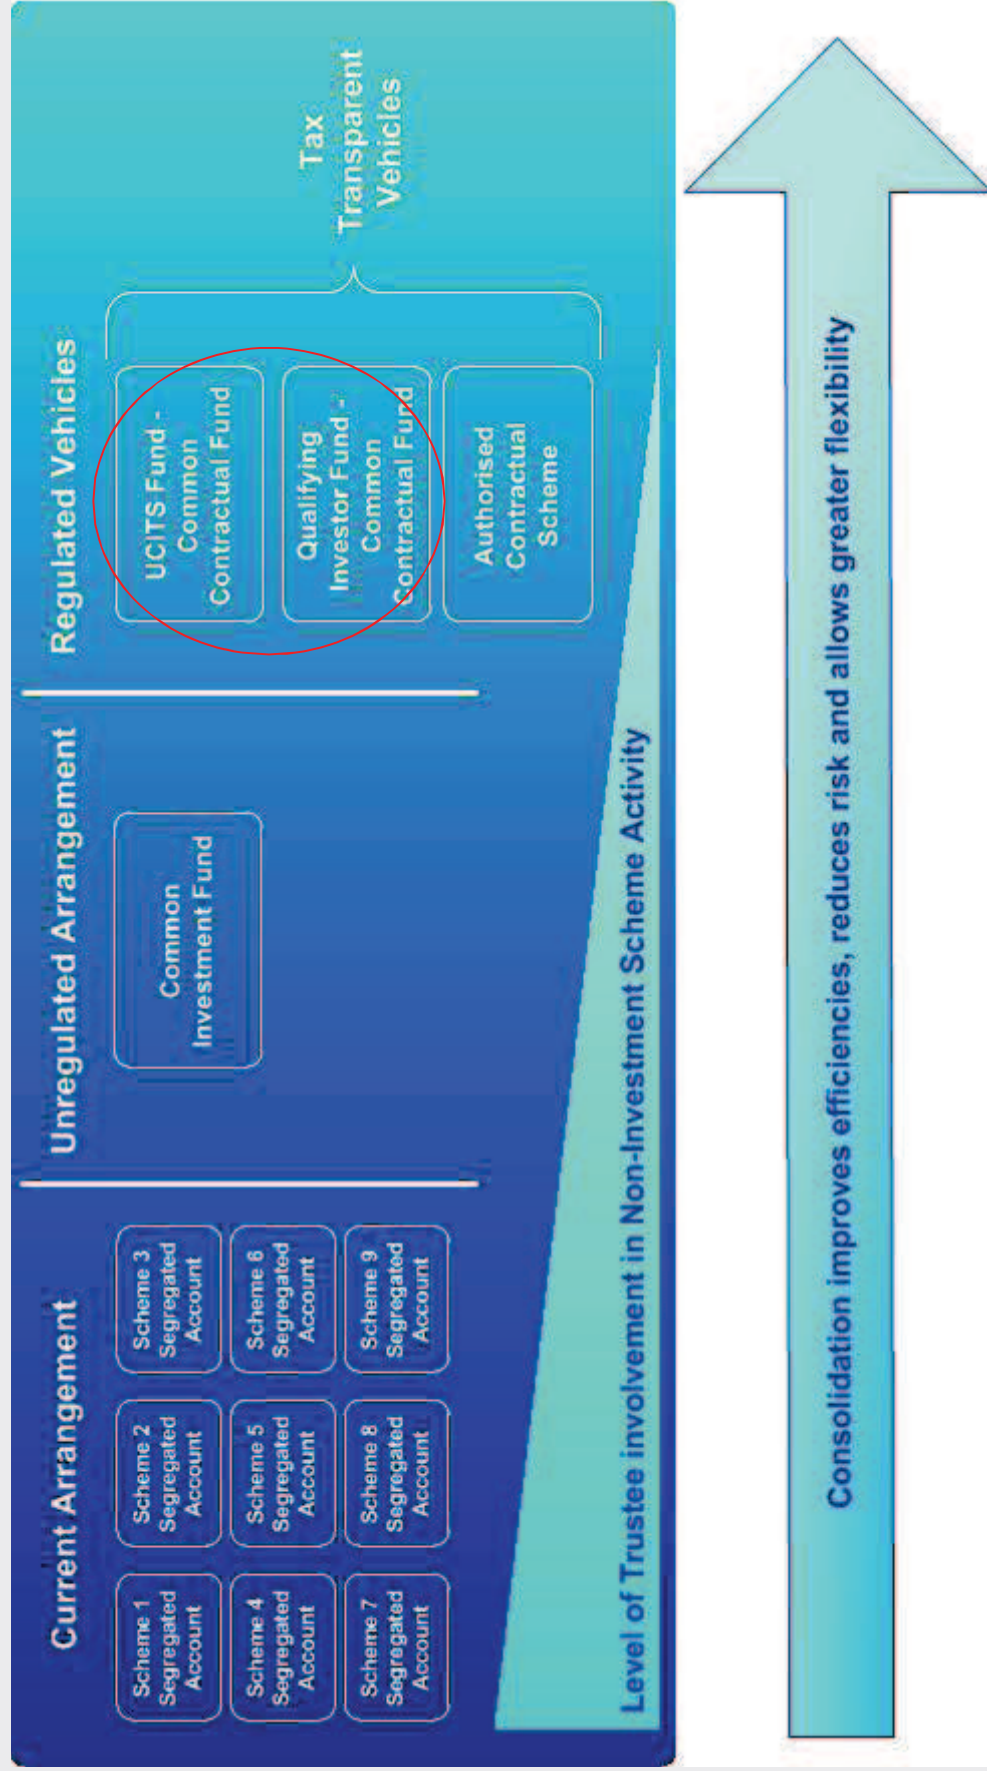 Current Arrangement
Scheme 1
Segregated
Account
Scheme 2
Segregated
Account
Scheme 3
Segregated
Account
Scheme 4
Segregated
Account
Scheme 5
Segregated
Account
Scheme 6
Segregated
Account
Scheme 7
Segregated
Account
Scheme 8
Segregated
Account
Scheme 9
Segregated
Account
Unregulated Arrangement
Common
Investment Fund
Regulated Vehicles
UCITS Fund -
Common
Contractual Fund
Qualifying
Investor Fund -
Common
Contractual Fund
Authorised
Contractual
Scheme
Tax
Transparent
Vehicles
Level of Trustee involvement in Non-Investment Scheme Activity
Consolidation improves efficiencies, reduces risk and allows greater flexibility